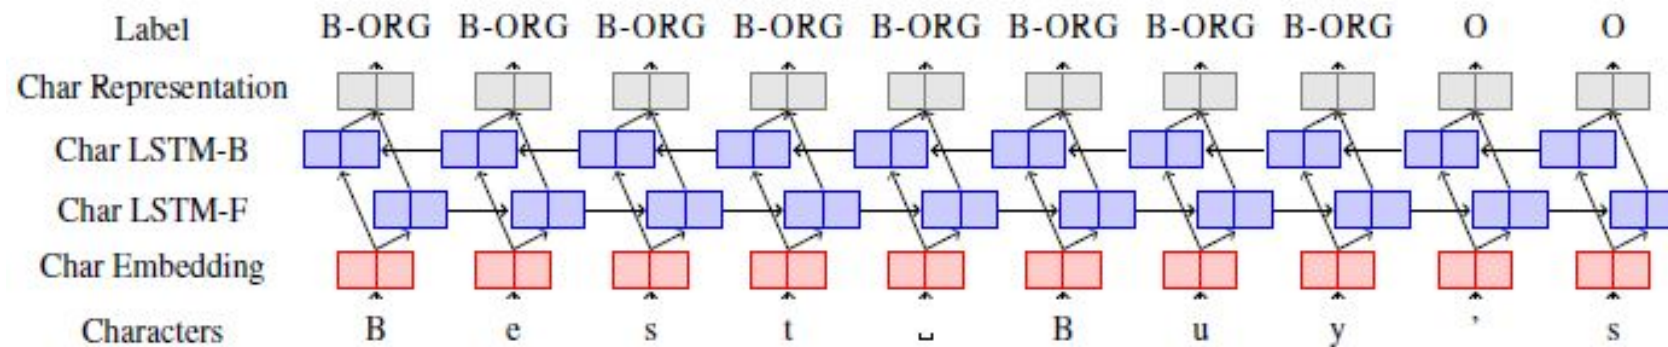 Label B-ORG B-ORG B-ORG B-ORG B-ORG B-ORG B-ORG B-ORG O O
Char Representation
Char LSTM-B
Char LSTM-F
Char Embedding
Characters B e s t ␣ B u y ’ s